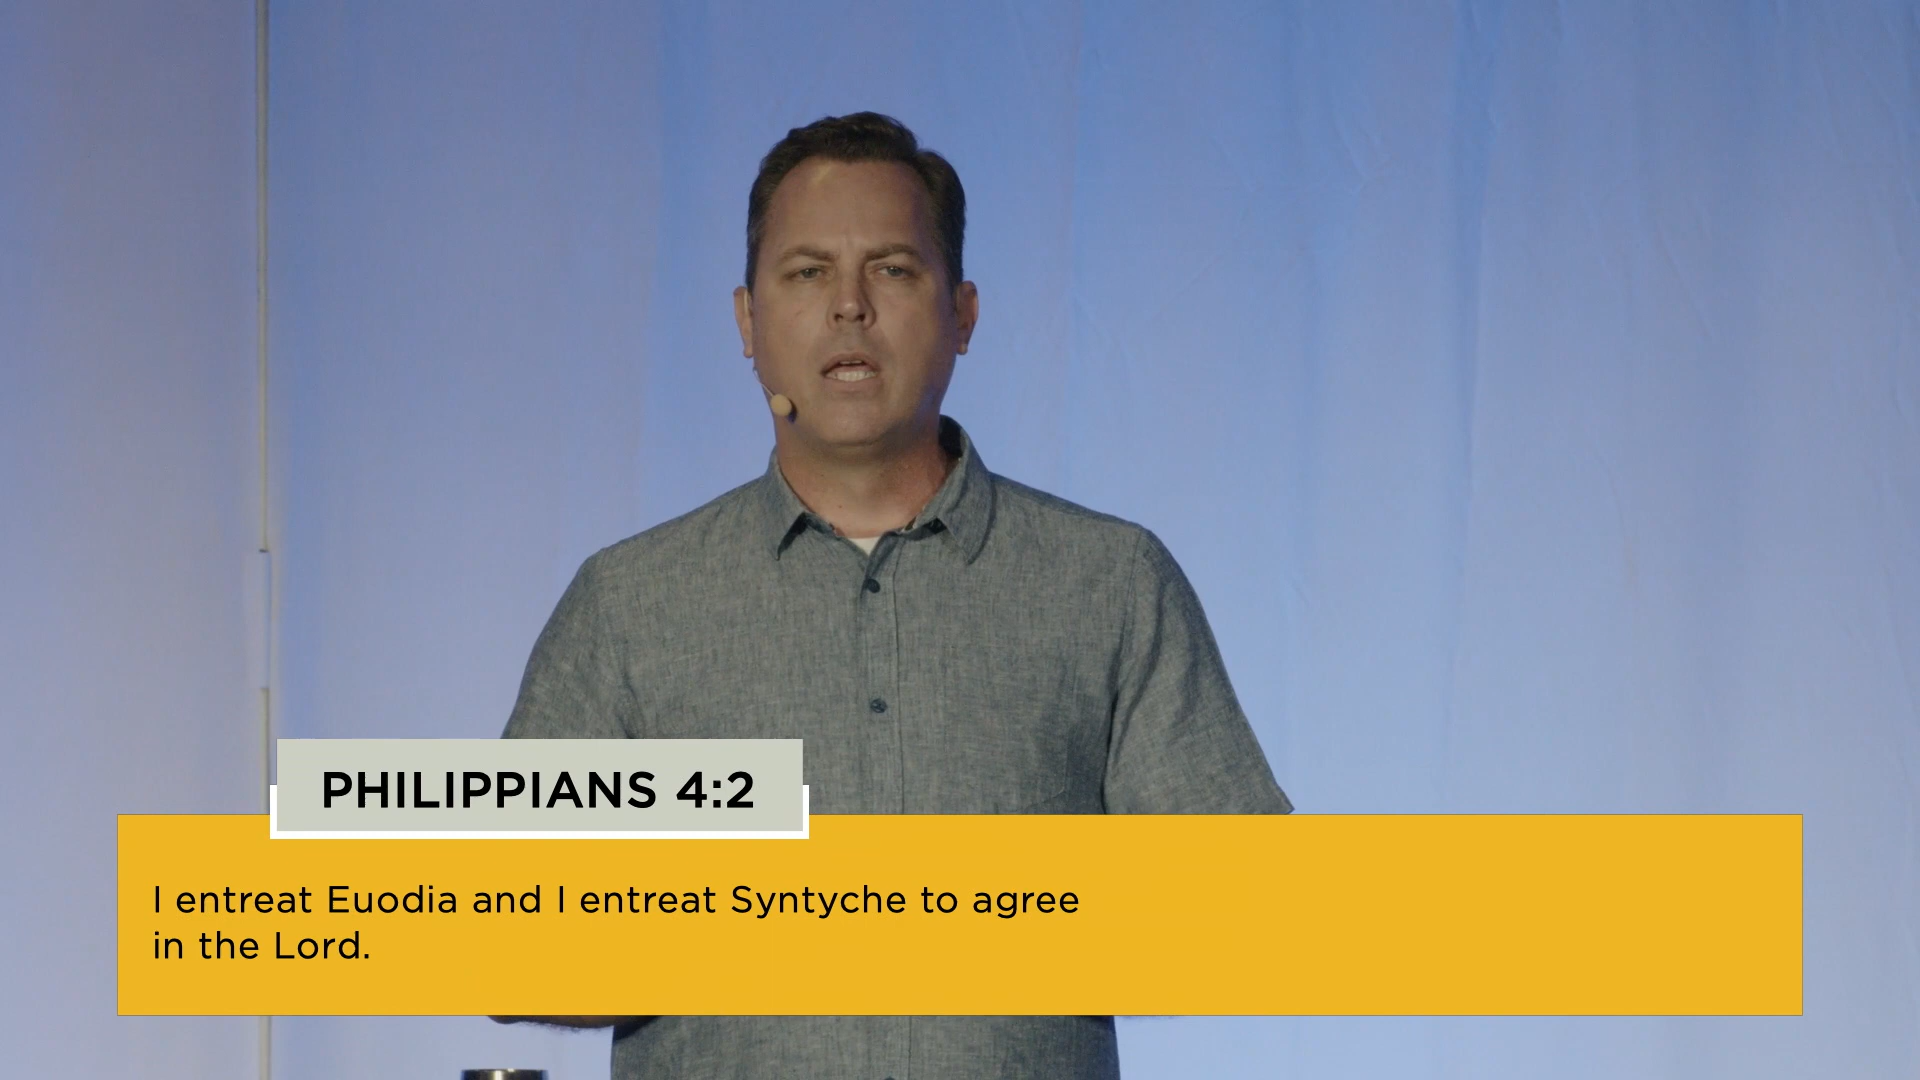 PHILIPPIANS 4:2
I entreat Euodia and I entreat Syntyche to agree
in the Lord.